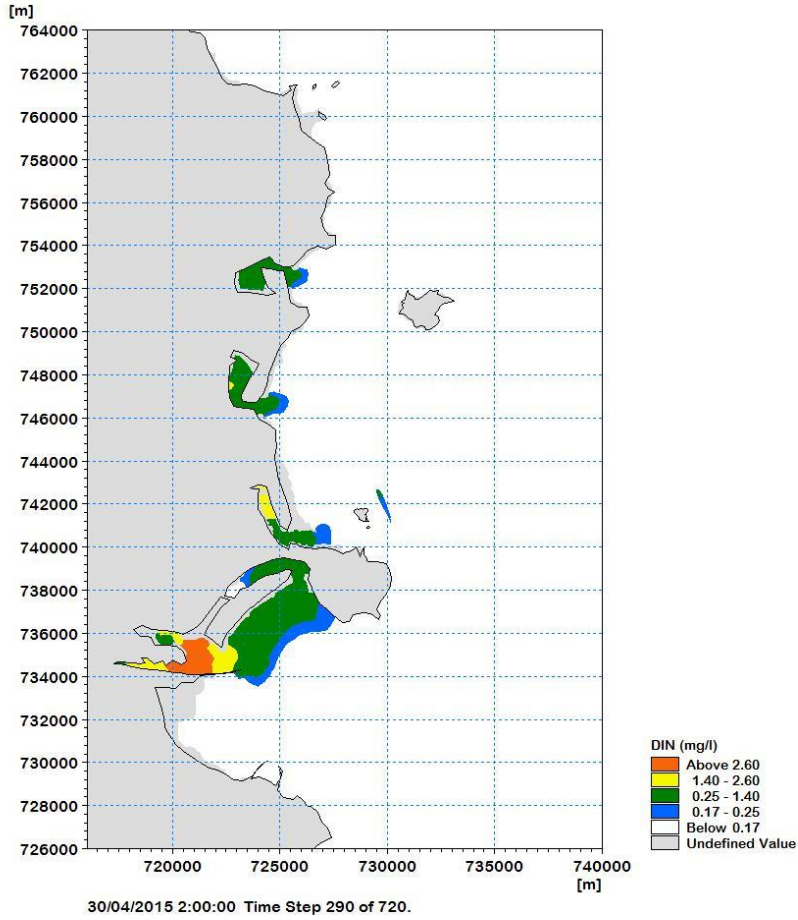 [m]
764000
762000
760000
758000
756000
754000
752000
750000
748000
746000
744000
742000
740000
738000
736000
734000
732000
730000
728000
726000
720000 725000 730000 735000 740000
[m]
DIN (mg/l)
Above 2.60
1.40 - 2.60
0.25 - 1.40
0.17 - 0.25
Below 0.17
Undefined Value
30/04/2015 2:00:00 Time Step 290 of 720.